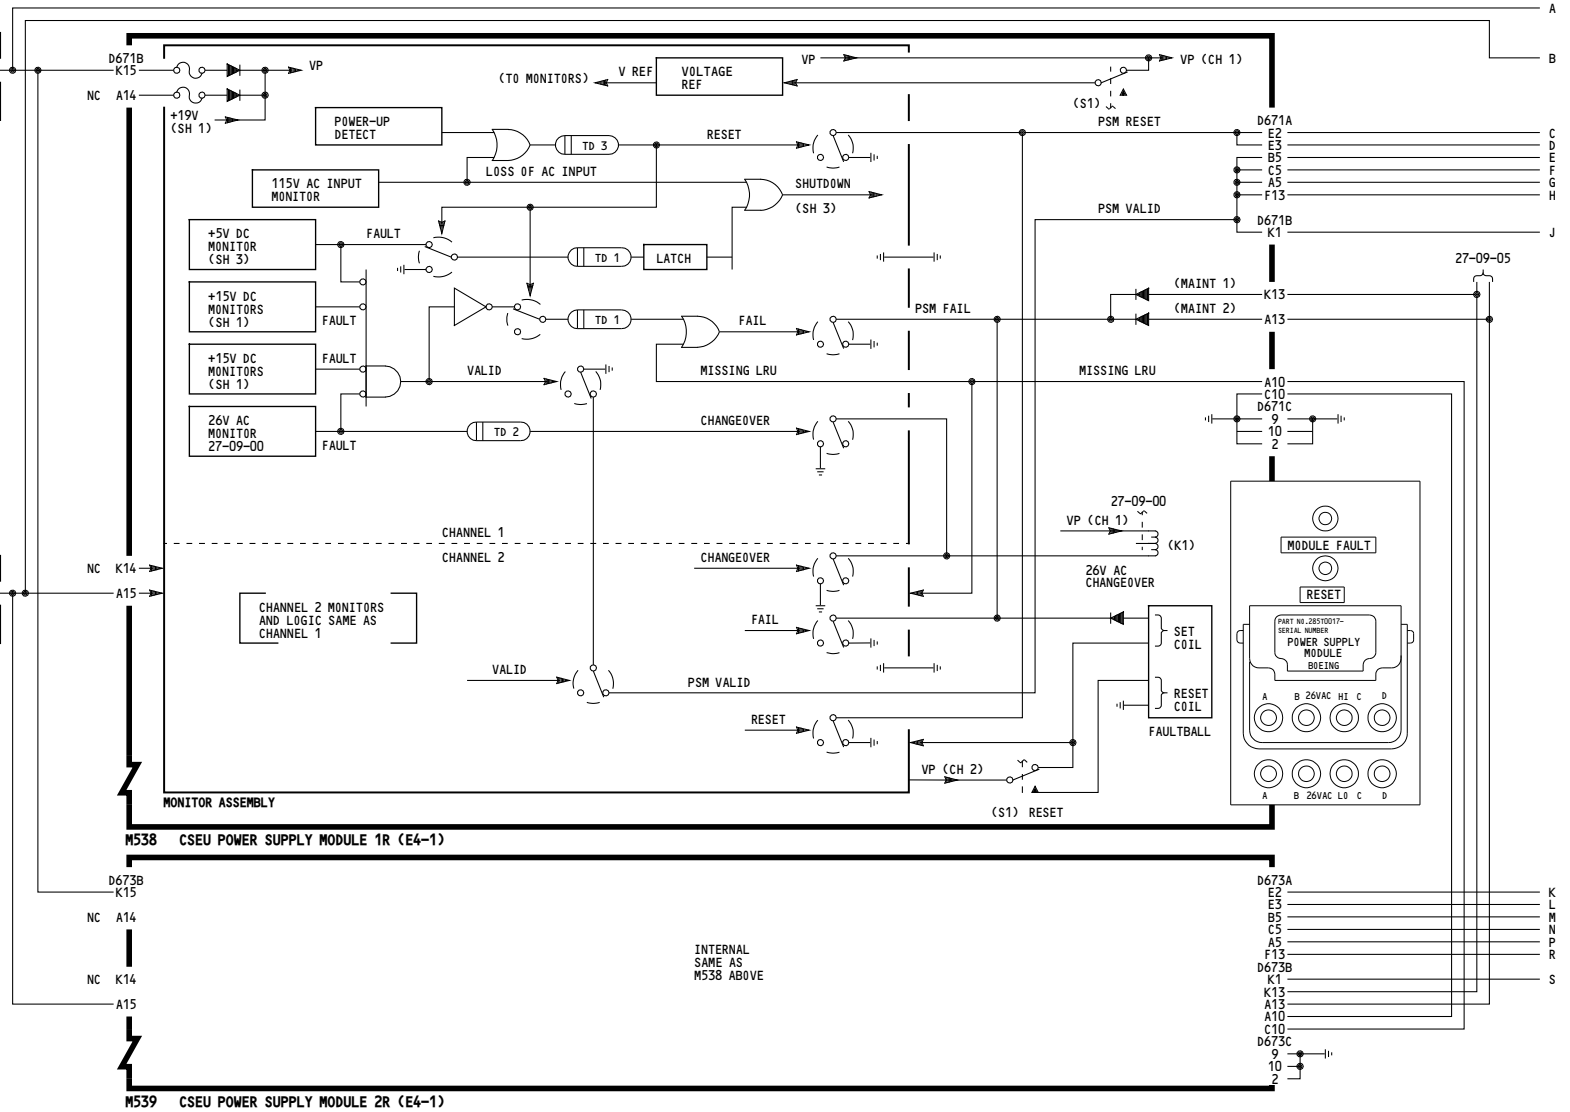 A
B
D671B
K15
VP
NC A14
+19V
(SH 1)
(TO MONITORS)
V REF
VOLTAGE
REF
VP
VP (CH 1)
(S1)
POWER-UP
DETECT
TD 3
RESET
PSM RESET
LOSS OF AC INPUT
115V AC INPUT
MONITOR
SHUTDOWN
(SH 3)
PSM VALID
D671A
E2
E3
B5
C5
A5
F13
D671B
K1
C
D
E
F
G
H
J
+5V DC
MONITOR
(SH 3)
FAULT
TD 1
LATCH
27-09-05
+15V DC
MONITORS
(SH 1)
FAULT
TD 1
FAIL
PSM FAIL
(MAINT 1)
K13
(MAINT 2)
A13
+15V DC
MONITORS
(SH 1)
FAULT
VALID
MISSING LRU
MISSING LRU
A10
C10
D671C
9
10
2
26V AC
MONITOR
27-09-00
FAULT
TD 2
CHANGEOVER
CHANNEL 1
CHANNEL 2
27-09-00
VP (CH 1)
(K1)
26V AC
CHANGEOVER
NC K14
A15
CHANGEOVER
CHANNEL 2 MONITORS
AND LOGIC SAME AS
CHANNEL 1
FAIL
VALID
PSM VALID
RESET
SET
COIL
RESET
COIL
FAULTBALL
VP (CH 2)
(S1) RESET
MODULE FAULT
RESET
PART NO.285T0017-
SERIAL NUMBER
POWER SUPPLY
MODULE
BOEING
A B 26VAC HI C D
A B 26VAC LO C D
MONITOR ASSEMBLY
M538 CSEU POWER SUPPLY MODULE 1R (E4-1)
D673B
K15
NC A14
NC K14
A15
INTERNAL
SAME AS
M538 ABOVE
D673A
E2
E3
B5
C5
A5
F13
D673B
K1
K13
A13
A10
C10
D673C
9
10
2
K
L
M
N
P
R
S
M539 CSEU POWER SUPPLY MODULE 2R (E4-1)